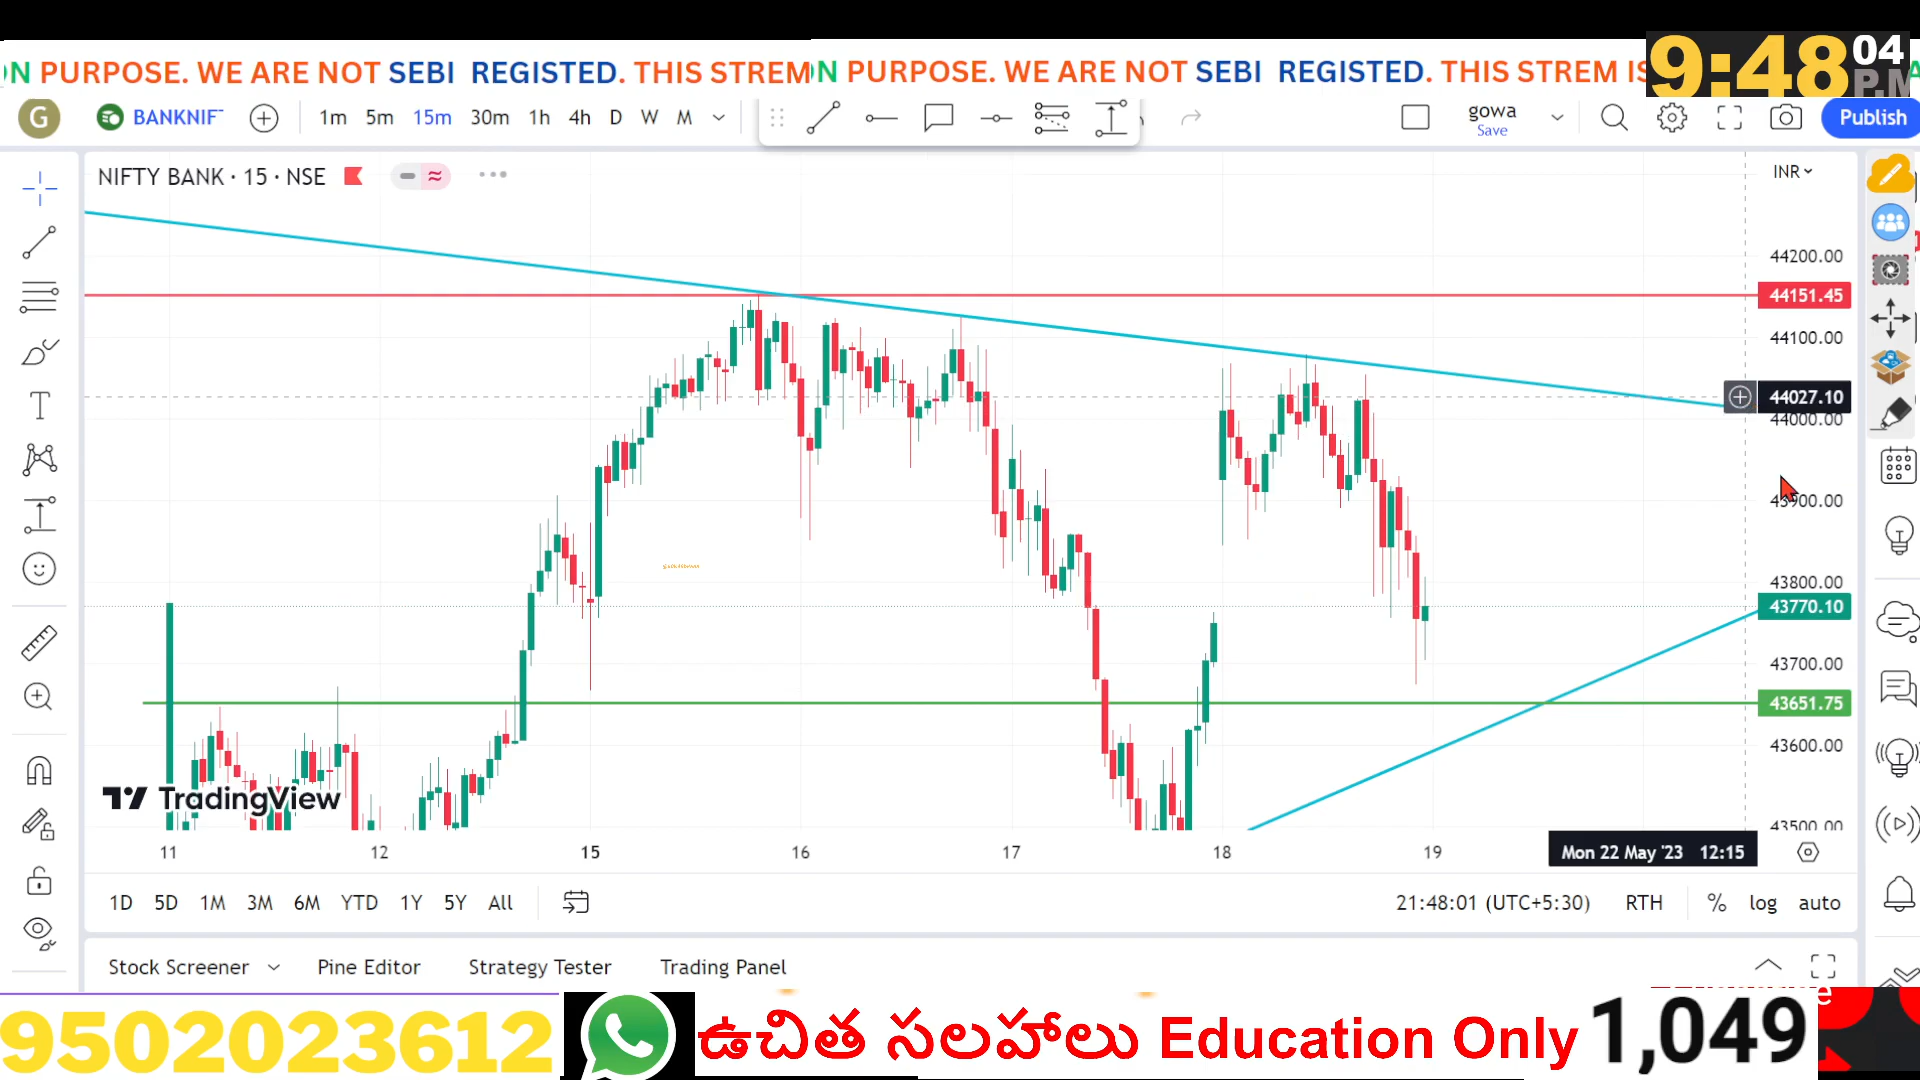 ON PURPOSE. WE ARE NOT SEBI REGISTED. THIS STREM
ON PURPOSE. WE ARE NOT SEBI REGISTED. THIS STREM IS
9:48 04 P.M
G BANKNIF 1m 5m 15m 30m 1h 4h D W M gowa Save Publish
NIFTY BANK · 15 · NSE
INR
44200.00
44151.45
44100.00
44027.10
44000.00
43900.00
43800.00
43770.10
43700.00
43651.75
43600.00
43500.00
TradingView
11 12 15 16 17 18 19 Mon 22 May '23 12:15
1D 5D 1M 3M 6M YTD 1Y 5Y All 21:48:01 (UTC+5:30) RTH % log auto
Stock Screener Pine Editor Strategy Tester Trading Panel
9502023612 ఉచిత సలహాలు Education Only 1,049